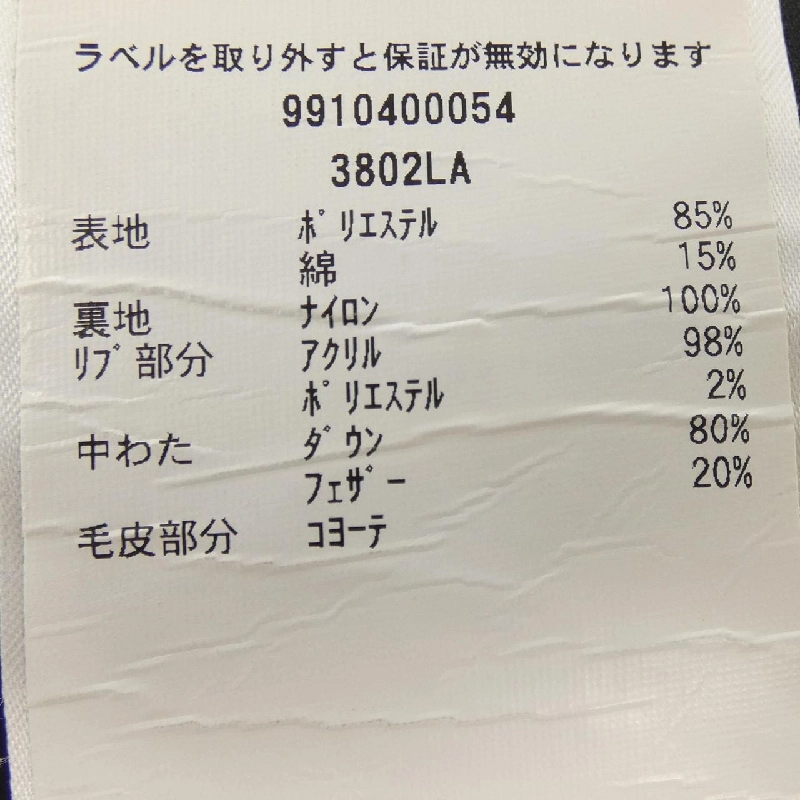 ラベルを取り外すと保証が無効になります
9910400054
3802LA
表地 ﾎﾟﾘｴｽﾃﾙ 85%
綿 15%
裏地 ﾅｲﾛﾝ 100%
ﾘﾌﾞ部分 ｱｸﾘﾙ 98%
ﾎﾟﾘｴｽﾃﾙ 2%
中わた ﾀﾞｳﾝ 80%
ﾌｪｻﾞｰ 20%
毛皮部分 ｺﾖｰﾃ